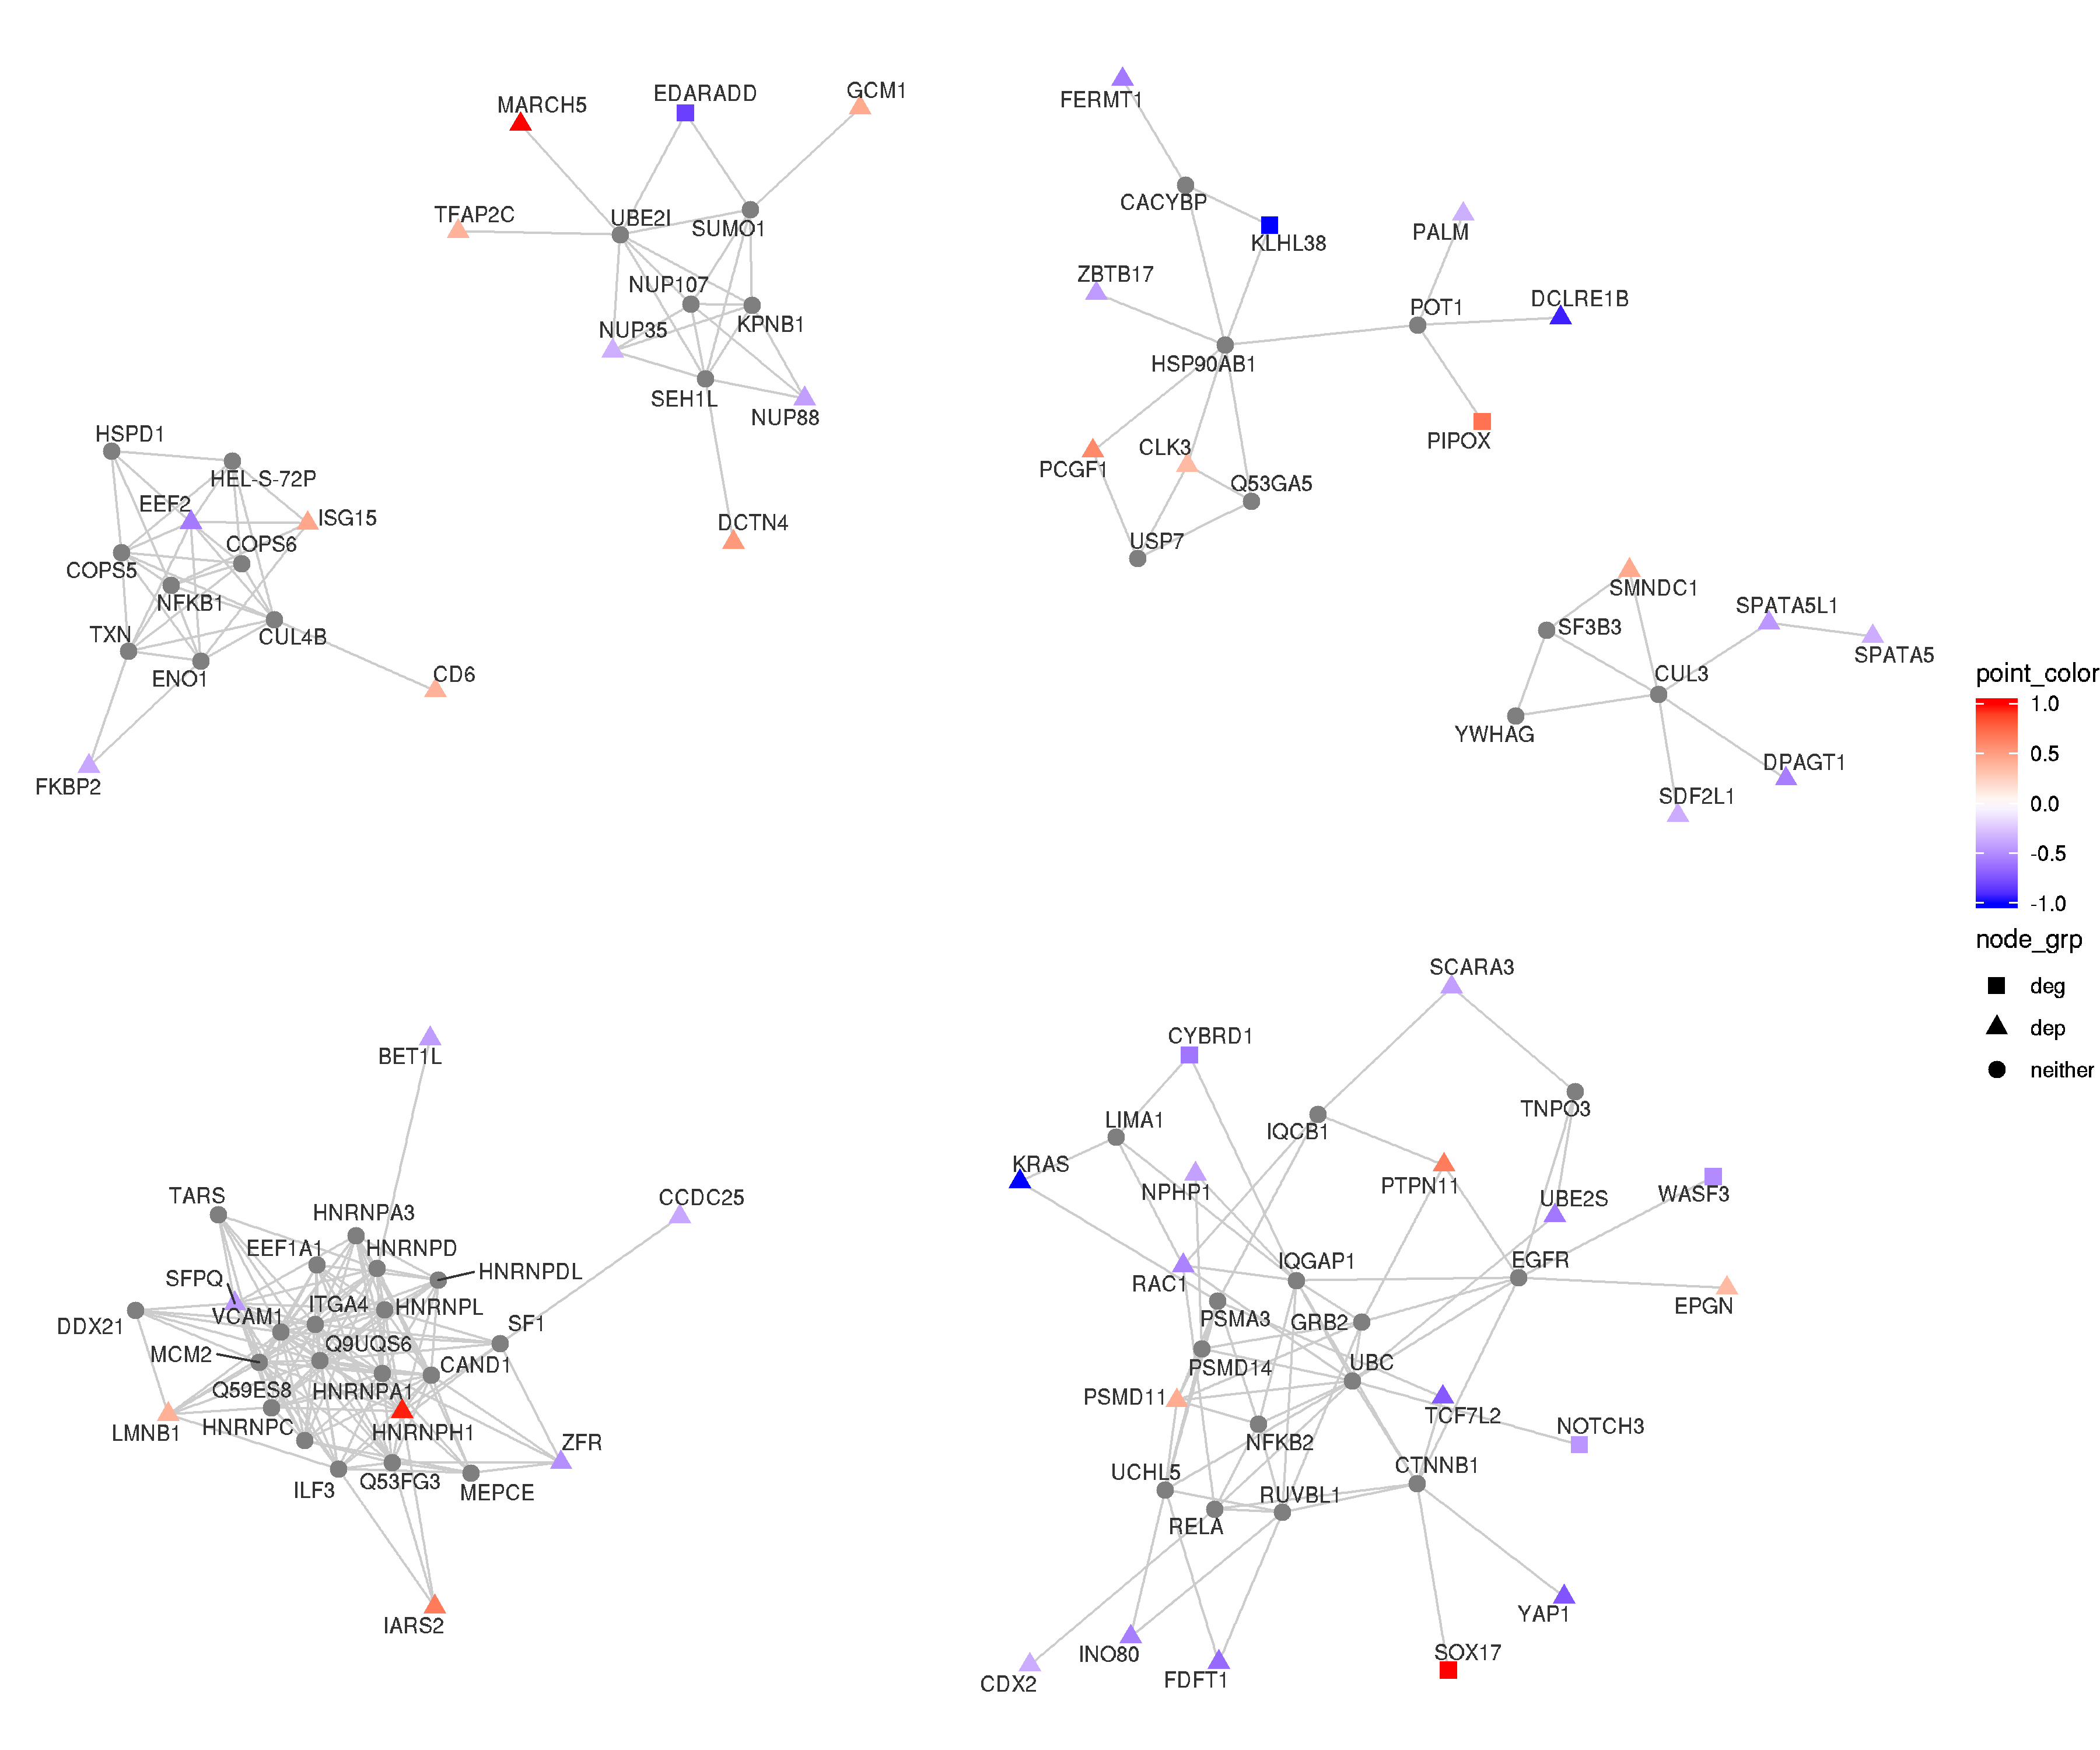 MARCH5
EDARADD
GCM1
TFAP2C
UBE2I
SUMO1
NUP107
NUP35
KPNB1
SEH1L
NUP88
DCTN4
FERMT1
CACYBP
KLHL38
ZBTB17
PALM
POT1
DCLRE1B
HSP90AB1
PIPOX
PCGF1
CLK3
Q53GA5
USP7
HSPD1
HEL-S-72P
EEF2
ISG15
COPS6
COPS5
NFKB1
TXN
CUL4B
ENO1
CD6
FKBP2
SMNDC1
SF3B3
SPATA5L1
SPATA5
CUL3
YWHAG
DPAGT1
SDF2L1
point_color
1.0
0.5
0.0
-0.5
-1.0
node_grp
deg
dep
neither
BET1L
TARS
HNRNPA3
CCDC25
EEF1A1
HNRNPD
HNRNPDL
SFPQ
ITGA4
HNRNPL
VCAM1
SF1
DDX21
Q9UQS6
MCM2
CAND1
Q59ES8
HNRNPA1
HNRNPC
HNRNPH1
LMNB1
ZFR
ILF3
Q53FG3
MEPCE
IARS2
SCARA3
CYBRD1
TNPO3
LIMA1
IQCB1
KRAS
NPHP1
PTPN11
UBE2S
WASF3
RAC1
IQGAP1
EGFR
EPGN
PSMA3
GRB2
PSMD14
UBC
PSMD11
TCF7L2
NOTCH3
NFKB2
CTNNB1
UCHL5
RUVBL1
RELA
YAP1
INO80
SOX17
CDX2
FDFT1